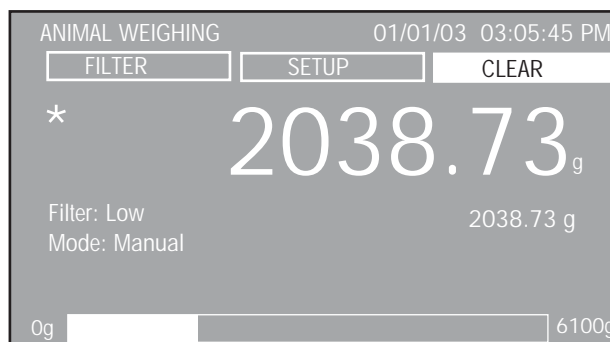 ANIMAL WEIGHING 01/01/03 03:05:45 PM
FILTER SETUP CLEAR
* 2038.73 g
Filter: Low 2038.73 g
Mode: Manual
0g 6100g